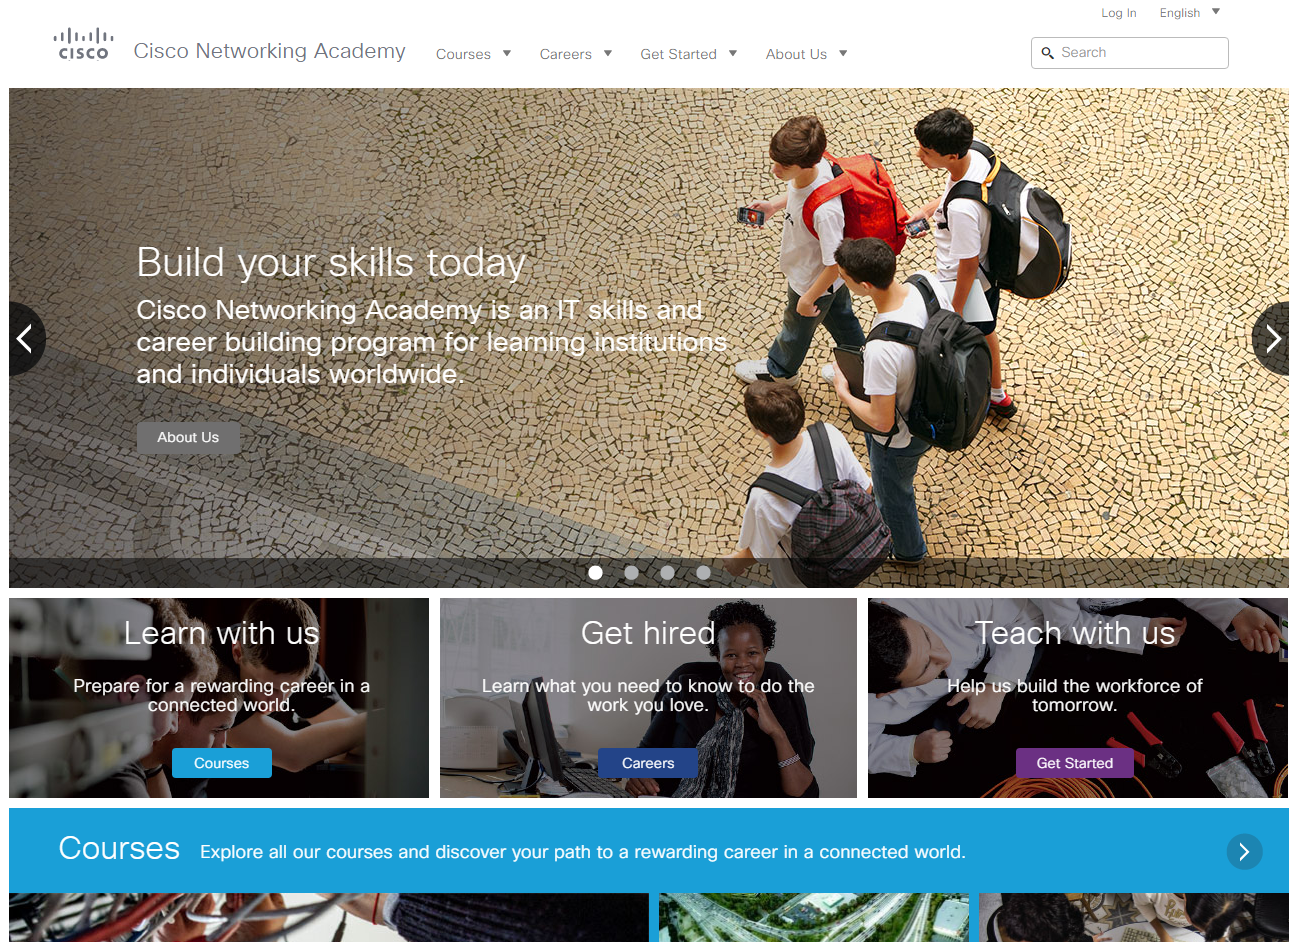 Log In English
cisco
Cisco Networking Academy
Courses Careers Get Started About Us
Search
Build your skills today
Cisco Networking Academy is an IT skills and
career building program for learning institutions
and individuals worldwide.
About Us
Learn with us
Prepare for a rewarding career in a
connected world.
Courses
Get hired
Learn what you need to know to do the
work you love.
Careers
Teach with us
Help us build the workforce of
tomorrow.
Get Started
Courses Explore all our courses and discover your path to a rewarding career in a connected world.